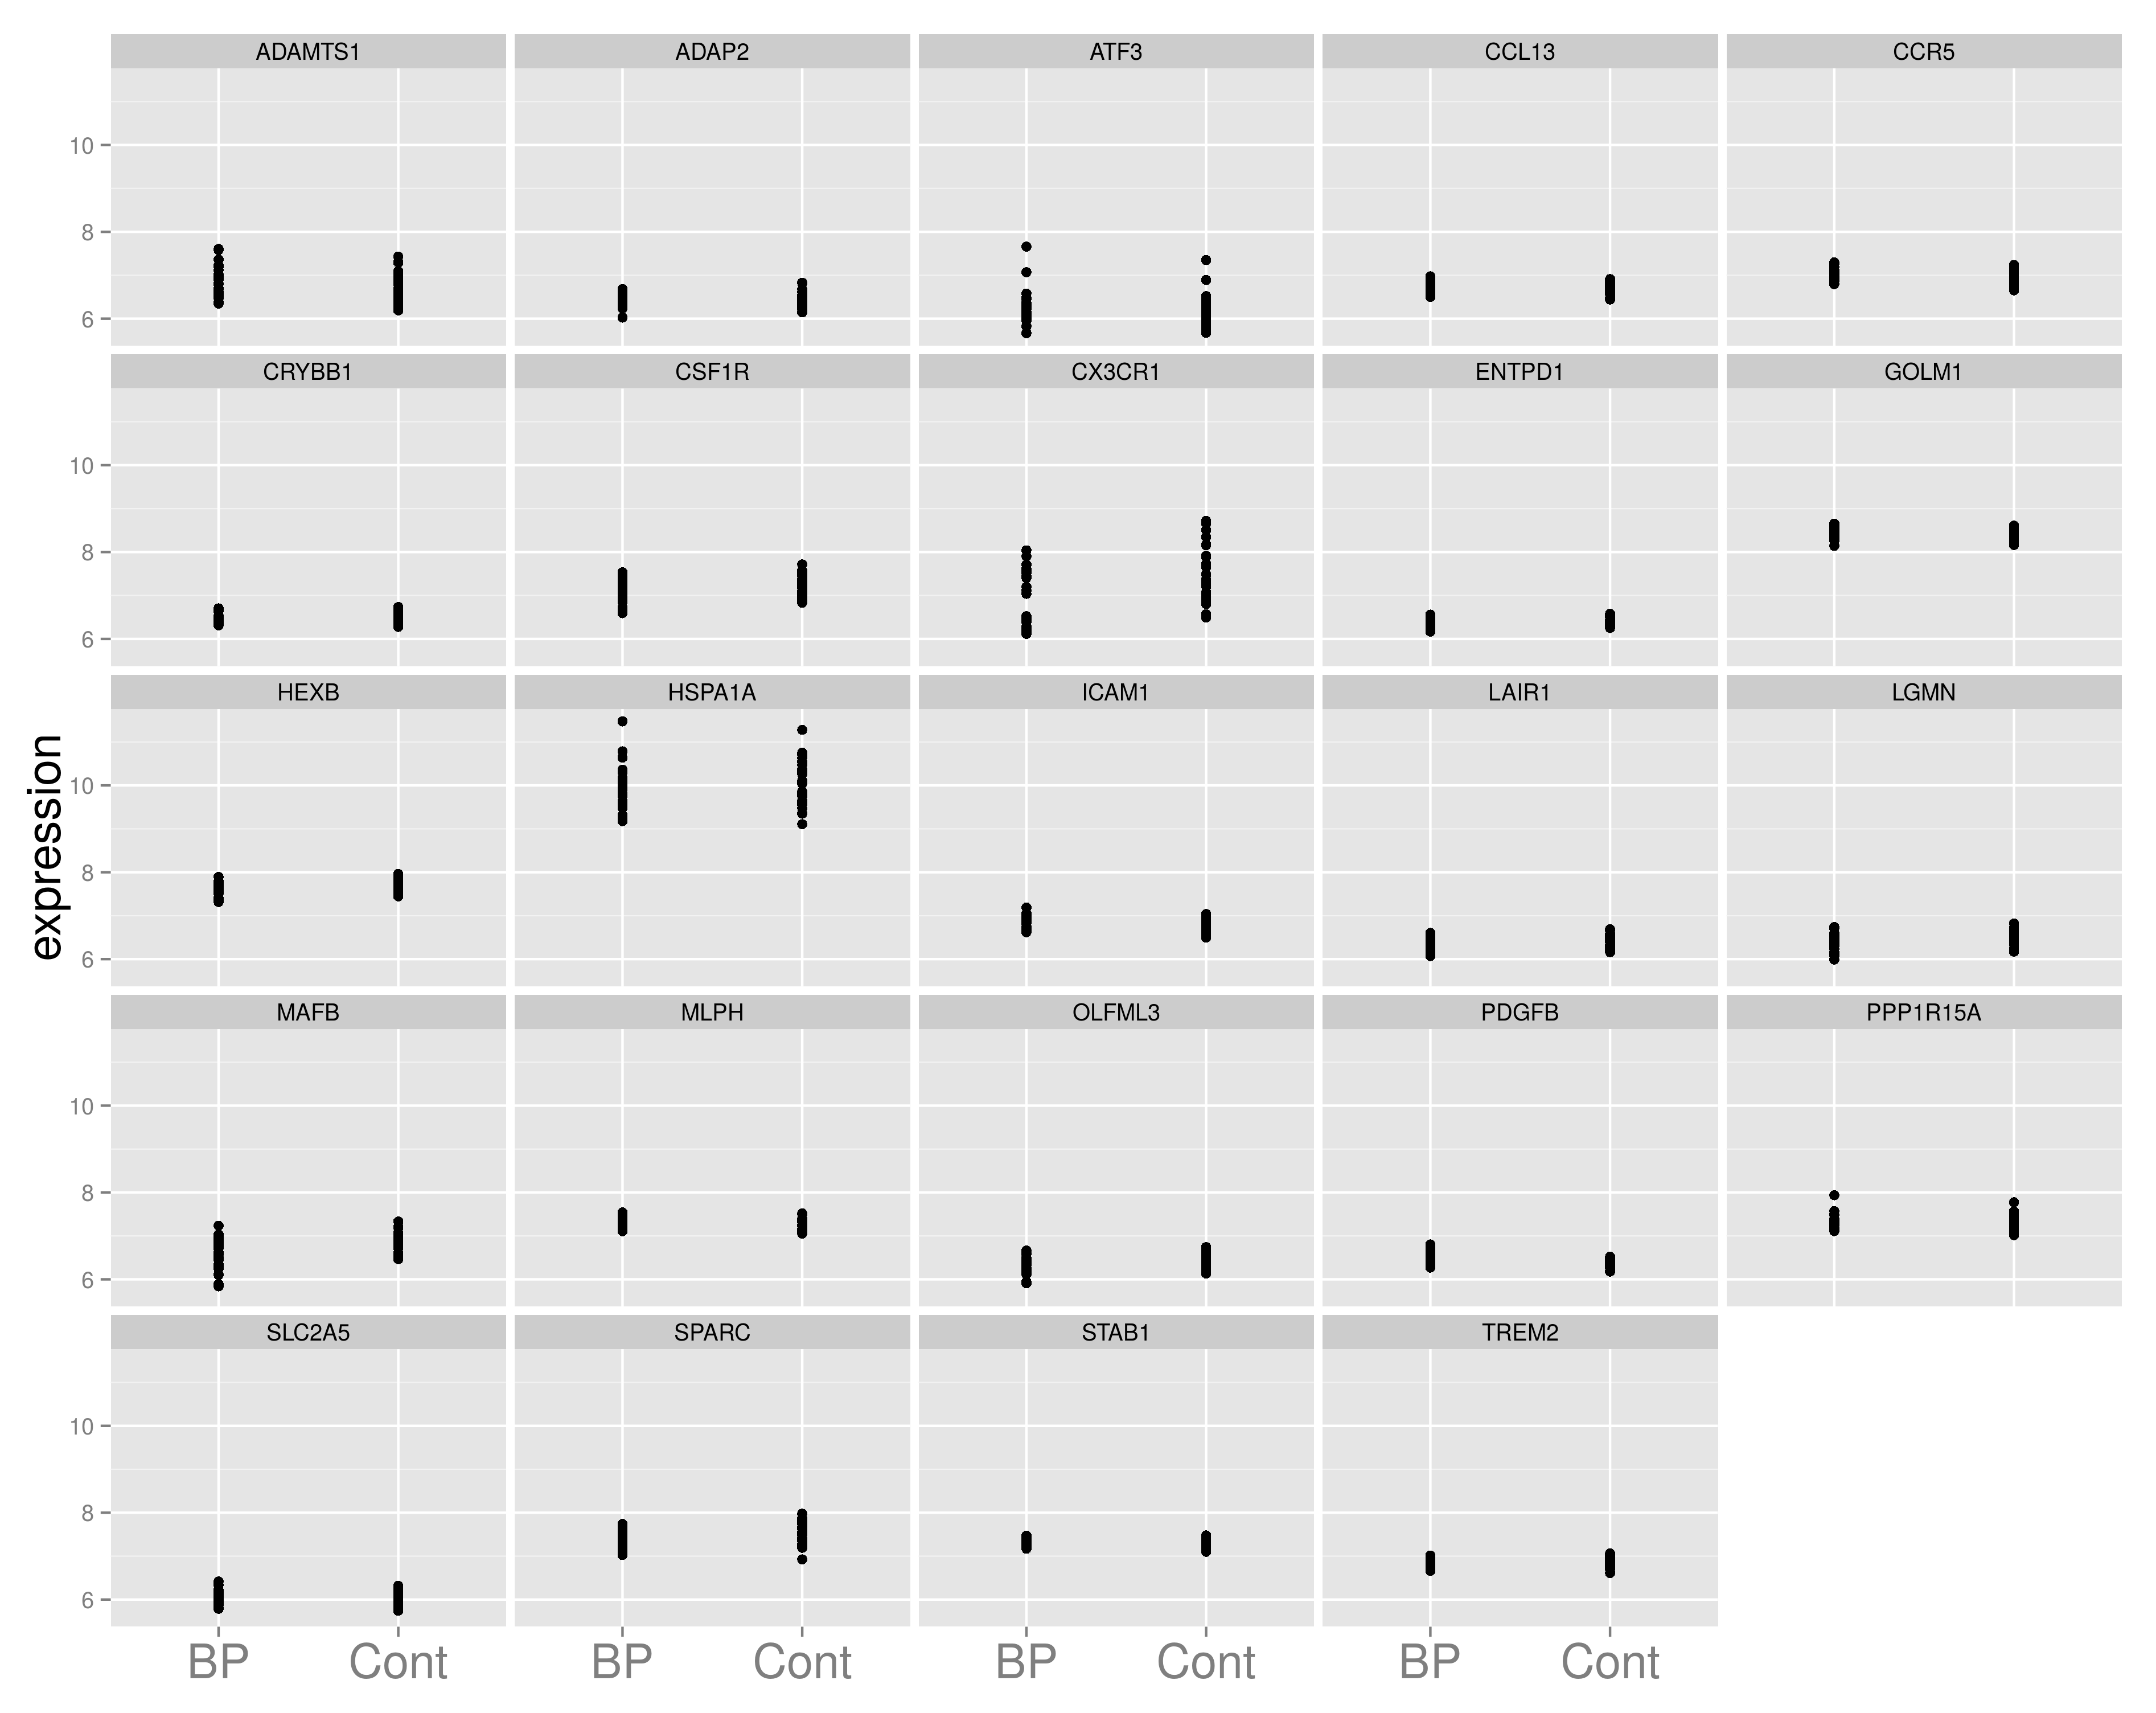 ADAMTS1 ADAP2 ATF3 CCL13 CCR5
10
8
6
CRYBB1 CSF1R CX3CR1 ENTPD1 GOLM1
10
8
6
HEXB HSPA1A ICAM1 LAIR1 LGMN
10
8
6
expression
MAFB MLPH OLFML3 PDGFB PPP1R15A
10
8
6
SLC2A5 SPARC STAB1 TREM2
10
8
6
BP Cont BP Cont BP Cont BP Cont